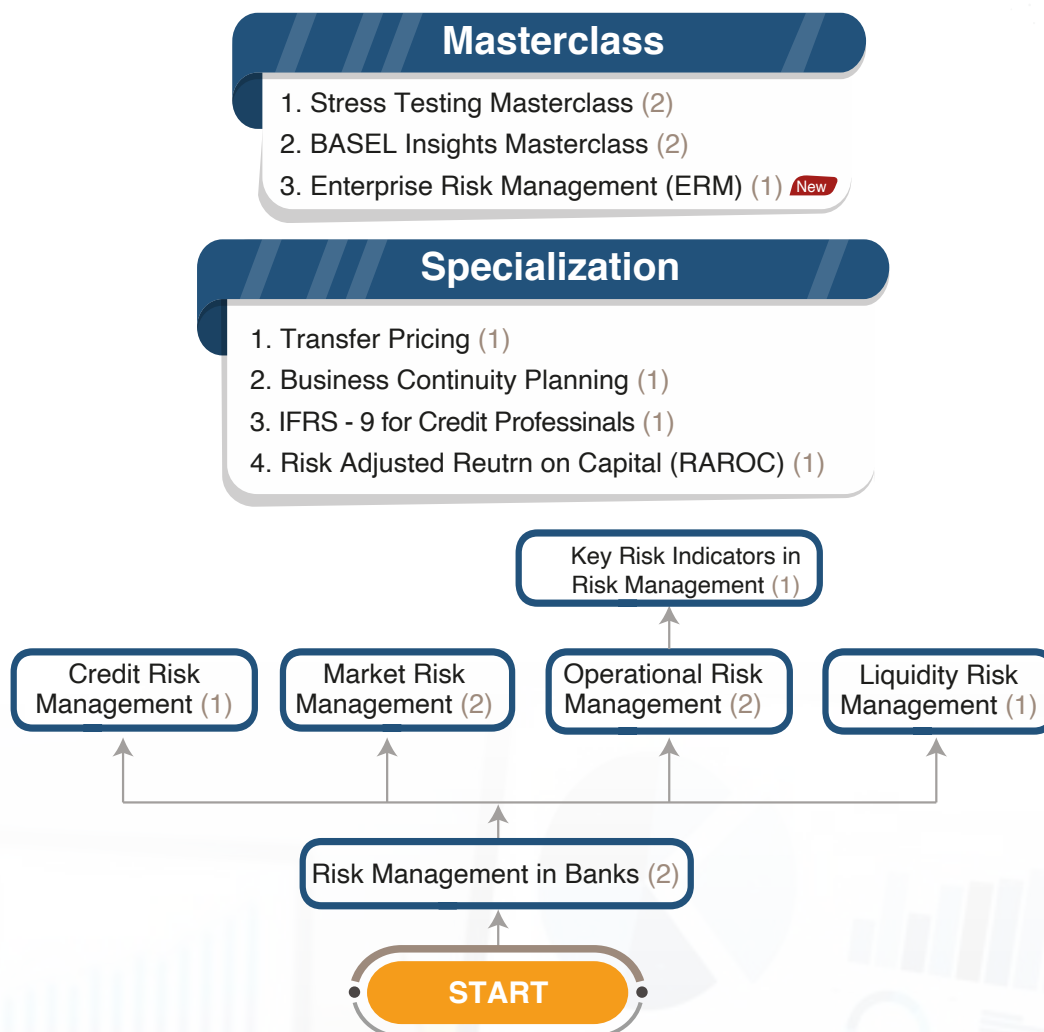 Masterclass
1. Stress Testing Masterclass (2)
2. BASEL Insights Masterclass (2)
3. Enterprise Risk Management (ERM) (1) New
Specialization
1. Transfer Pricing (1)
2. Business Continuity Planning (1)
3. IFRS - 9 for Credit Professinals (1)
4. Risk Adjusted Reutrn on Capital (RAROC) (1)
Key Risk Indicators in
Risk Management (1)
Credit Risk
Management (1)
Market Risk
Management (2)
Operational Risk
Management (2)
Liquidity Risk
Management (1)
Risk Management in Banks (2)
START